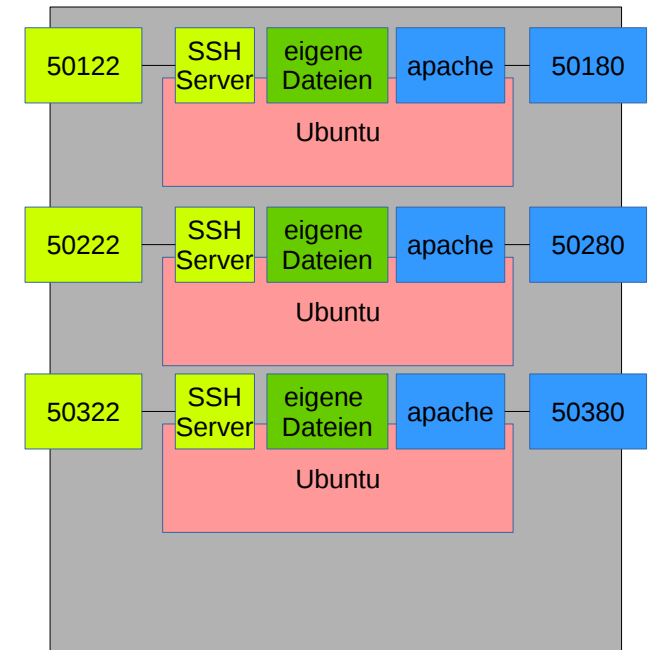 50122
SSH
Server
eigene
Dateien
apache
50180
Ubuntu
50222
SSH
Server
eigene
Dateien
apache
50280
Ubuntu
50322
SSH
Server
eigene
Dateien
apache
50380
Ubuntu